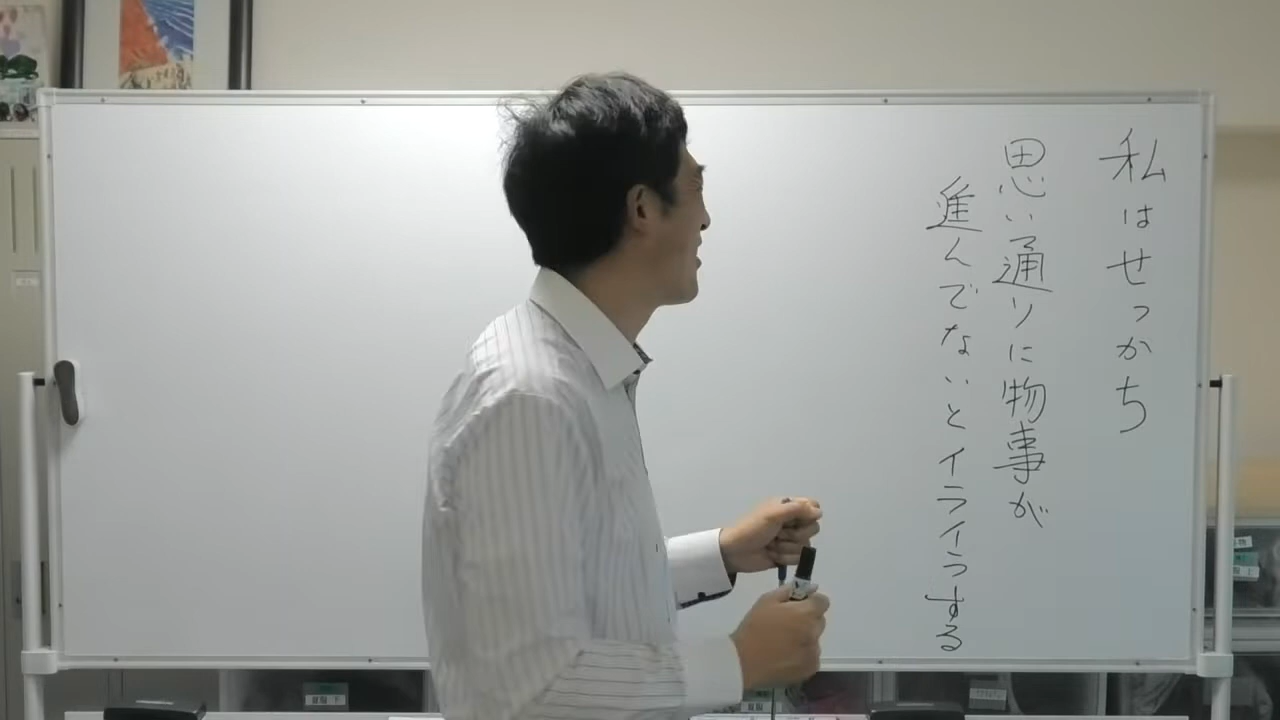 私はせっかち
思い通りに物事が
進んでないとイライラする